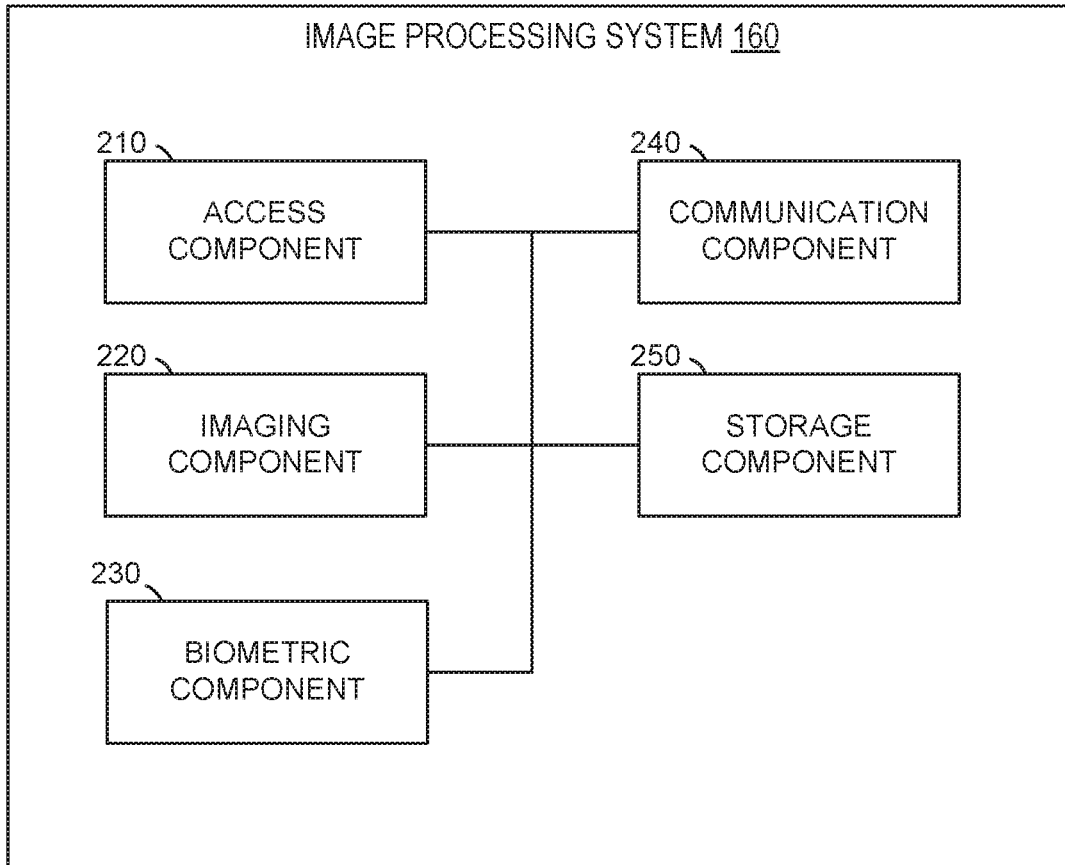 IMAGE PROCESSING SYSTEM 160
210
ACCESS
COMPONENT
240
COMMUNICATION
COMPONENT
220
IMAGING
COMPONENT
250
STORAGE
COMPONENT
230
BIOMETRIC
COMPONENT